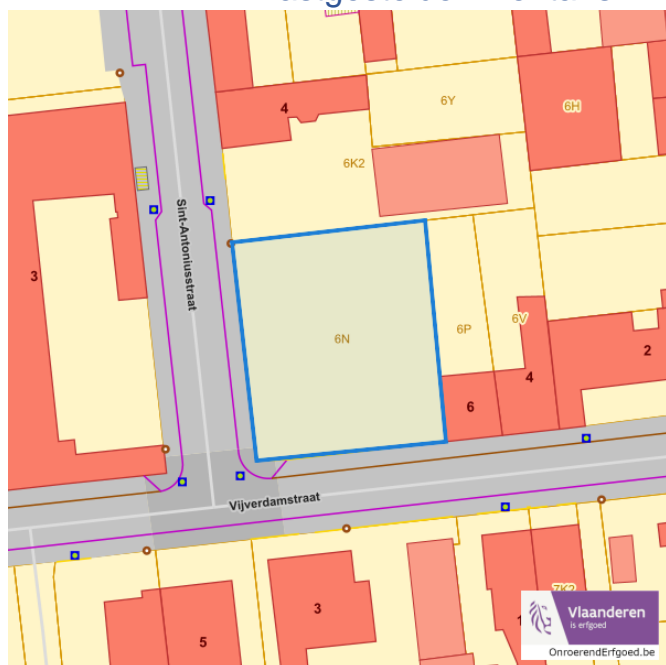 4
6Y
6H
6K2
Sint-Antoniusstraat
3
6N
6P
6V
2
4
6
Vijverdamstraat
3
5
Vlaanderen
is erfgoed
OnroerendErfgoed.be